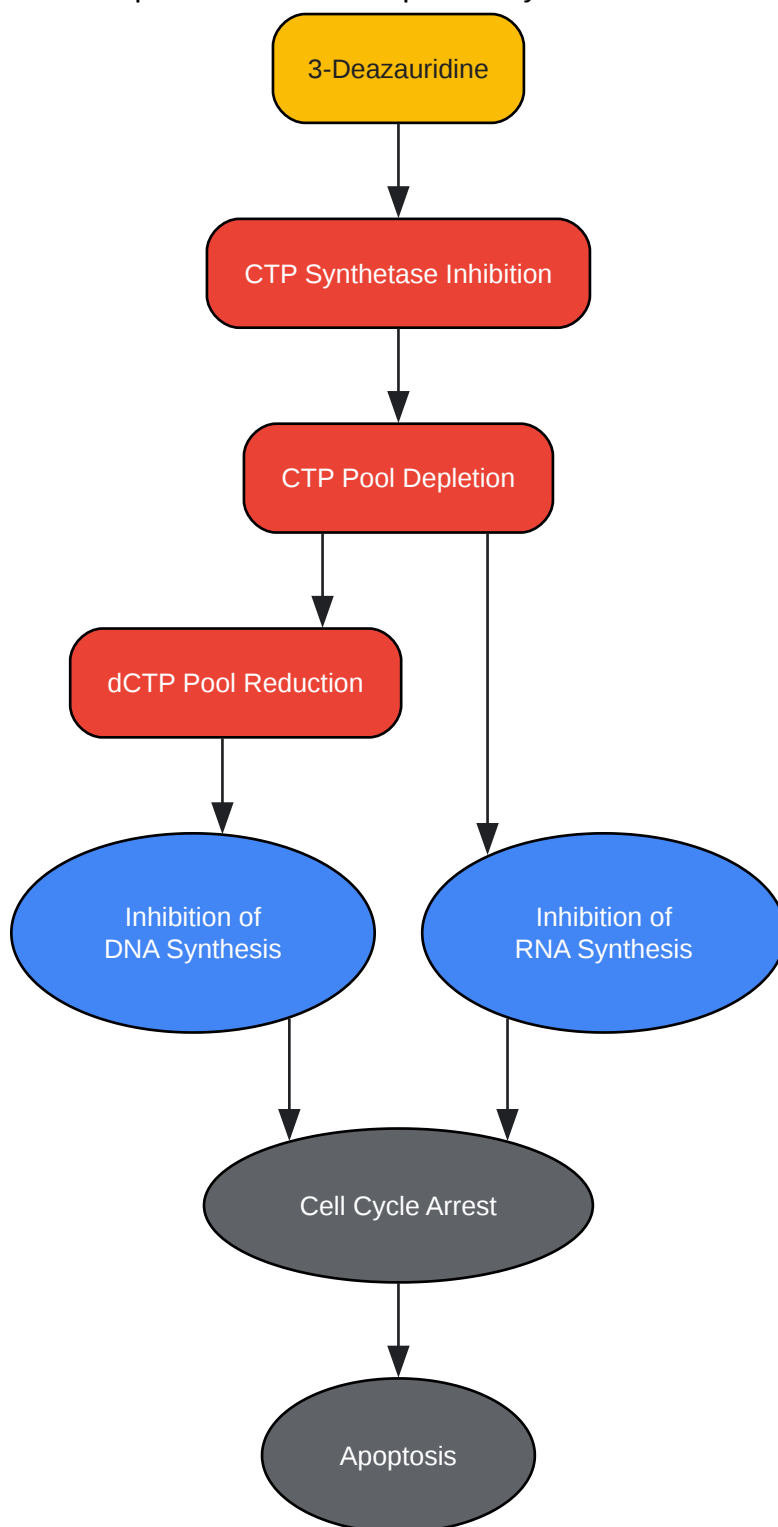 3-Deazauridine
CTP Synthetase Inhibition
CTP Pool Depletion
dCTP Pool Reduction
Inhibition of
DNA Synthesis
Inhibition of
RNA Synthesis
Cell Cycle Arrest
Apoptosis